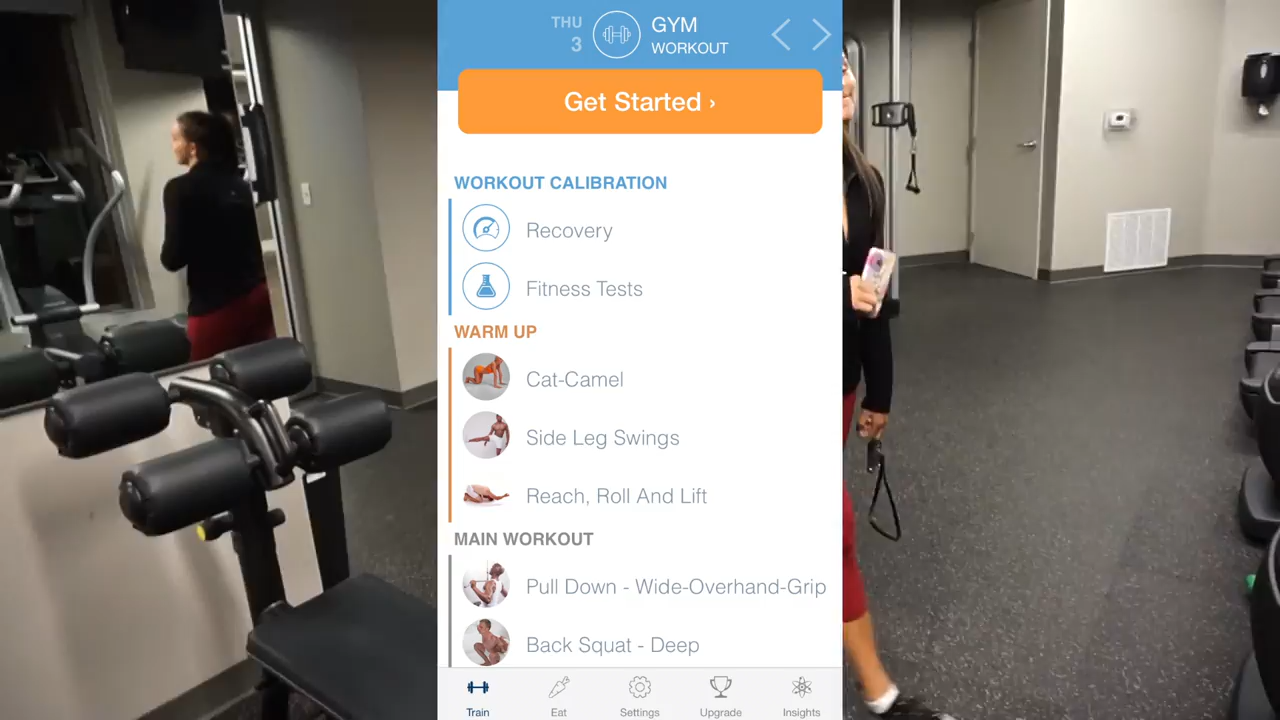 THU
3
GYM
WORKOUT
Get Started ›
WORKOUT CALIBRATION
Recovery
Fitness Tests
WARM UP
Cat-Camel
Side Leg Swings
Reach, Roll And Lift
MAIN WORKOUT
Pull Down - Wide-Overhand-Grip
Back Squat - Deep
Train
Eat
Settings
Upgrade
Insights